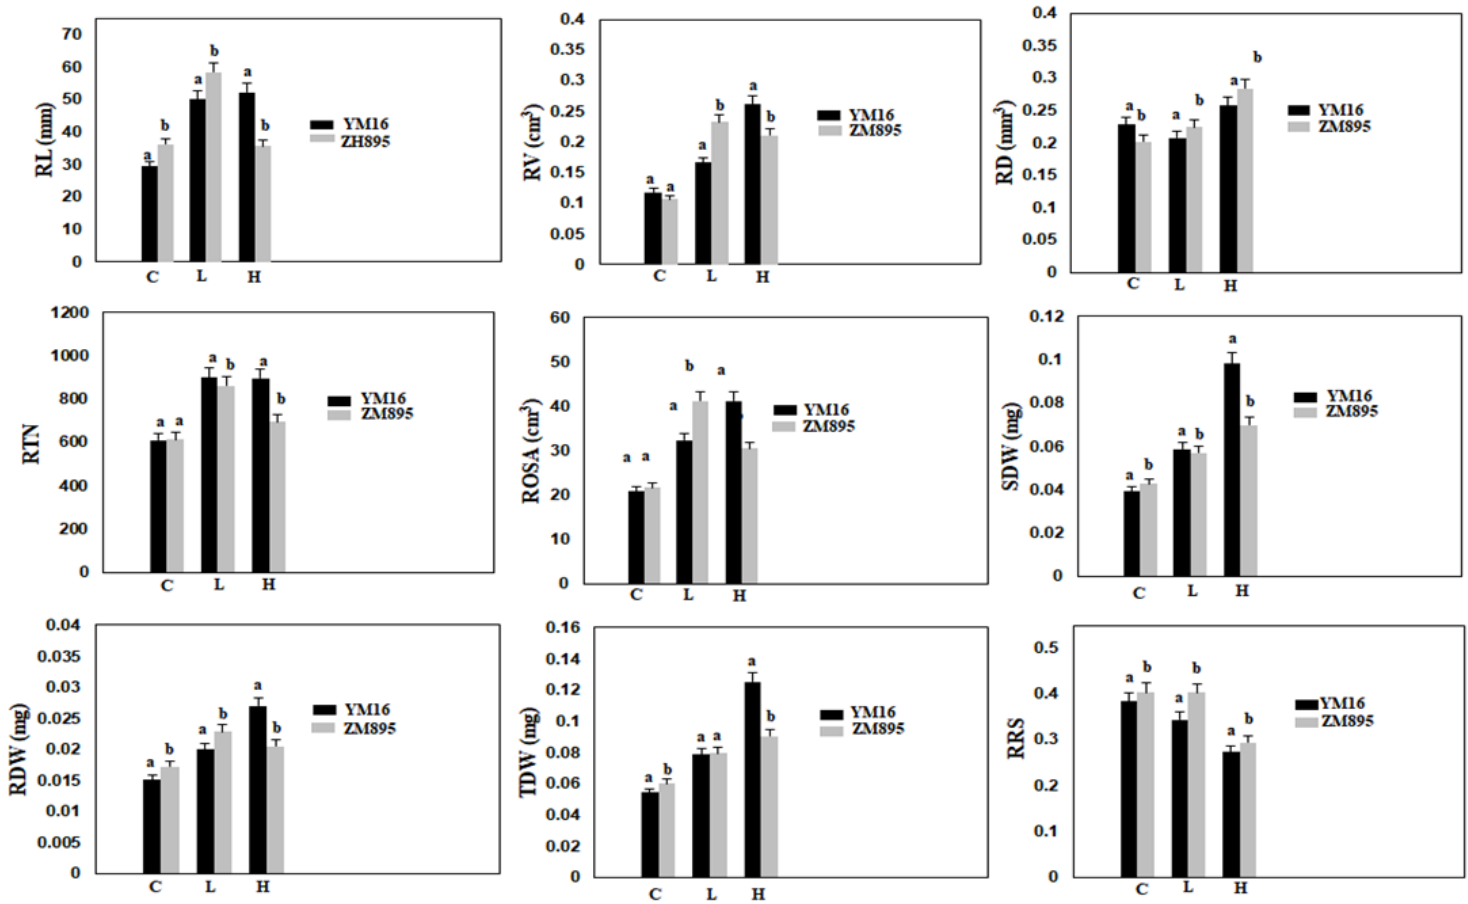 RL (mm)
70
60
50
40
30
20
10
0
a b
a b
a b
C L H
YM16
ZH895
RV (cm³)
0.4
0.35
0.3
0.25
0.2
0.15
0.1
0.05
0
a a
a b
a b
C L H
YM16
ZM895
RD (mm³)
0.4
0.35
0.3
0.25
0.2
0.15
0.1
0.05
0
a b
a b
a b
C L H
YM16
ZM895
RTN
1200
1000
800
600
400
200
0
a a
a b
a b
C L H
YM16
ZM895
ROSA (cm³)
60
50
40
30
20
10
0
a a
a b
a
C L H
YM16
ZM895
SDW (mg)
0.12
0.1
0.08
0.06
0.04
0.02
0
a b
a b
a b
C L H
YM16
ZM895
RDW (mg)
0.04
0.035
0.03
0.025
0.02
0.015
0.01
0.005
0
a b
a b
a b
C L H
YM16
ZM895
TDW (mg)
0.16
0.14
0.12
0.1
0.08
0.06
0.04
0.02
0
a b
a a
a b
C L H
YM16
ZM895
RRS
0.5
0.4
0.3
0.2
0.1
0
a b
a b
a b
C L H
YM16
ZM895